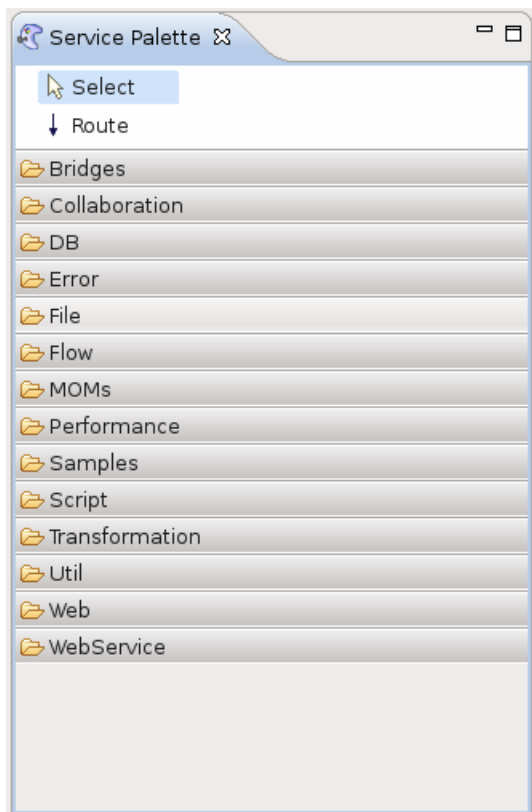 Service Palette
Select
Route
Bridges
Collaboration
DB
Error
File
Flow
MOMs
Performance
Samples
Script
Transformation
Util
Web
WebService